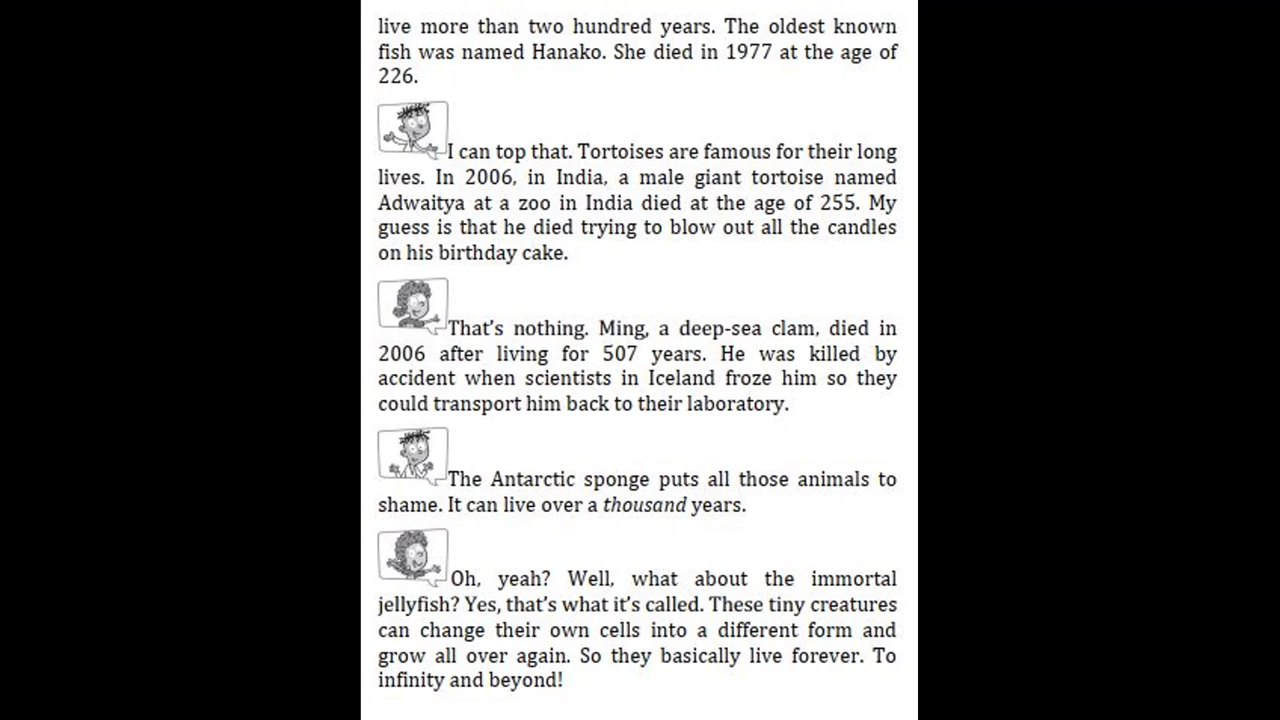 live more than two hundred years. The oldest known
fish was named Hanako. She died in 1977 at the age of
226.
I can top that. Tortoises are famous for their long
lives. In 2006, in India, a male giant tortoise named
Adwaitya at a zoo in India died at the age of 255. My
guess is that he died trying to blow out all the candles
on his birthday cake.
That's nothing. Ming, a deep-sea clam, died in
2006 after living for 507 years. He was killed by
accident when scientists in Iceland froze him so they
could transport him back to their laboratory.
The Antarctic sponge puts all those animals to
shame. It can live over a thousand years.
Oh, yeah? Well, what about the immortal
jellyfish? Yes, that's what it's called. These tiny creatures
can change their own cells into a different form and
grow all over again. So they basically live forever. To
infinity and beyond!